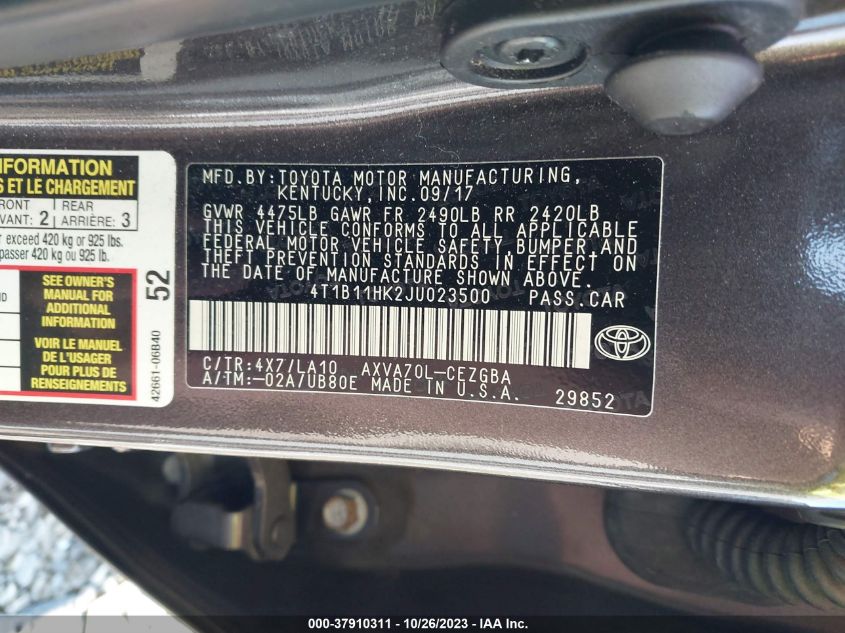 INFORMATION
S ET LE CHARGEMENT
FRONT
REAR
AVANT: 2
ARRIÈRE: 3
r exceed 420 kg or 925 lbs.
passer 420 kg ou 925 lb.
SEE OWNER'S
MANUAL FOR
ADDITIONAL
INFORMATION
VOIR LE MANUEL
DE L'USAGER
POUR PLUS DE
RENSEIGNEMENTS
52
42661-06B40
MFD.BY:TOYOTA MOTOR MANUFACTURING,
KENTUCKY, INC. 09/17
GVWR 4475LB GAWR FR 2490LB RR 2420LB
THIS VEHICLE CONFORMS TO ALL APPLICABLE
FEDERAL MOTOR VEHICLE SAFETY BUMPER AND
THEFT PREVENTION STANDARDS IN EFFECT ON
THE DATE OF MANUFACTURE SHOWN ABOVE.
4T1B11HK2JU023500 PASS.CAR
C/TR:4X7/LA10 AXVA70L-CEZGBA
A/TM:-02A/UB80E MADE IN U.S.A. 29852
000-37910311 - 10/26/2023 - IAA Inc.